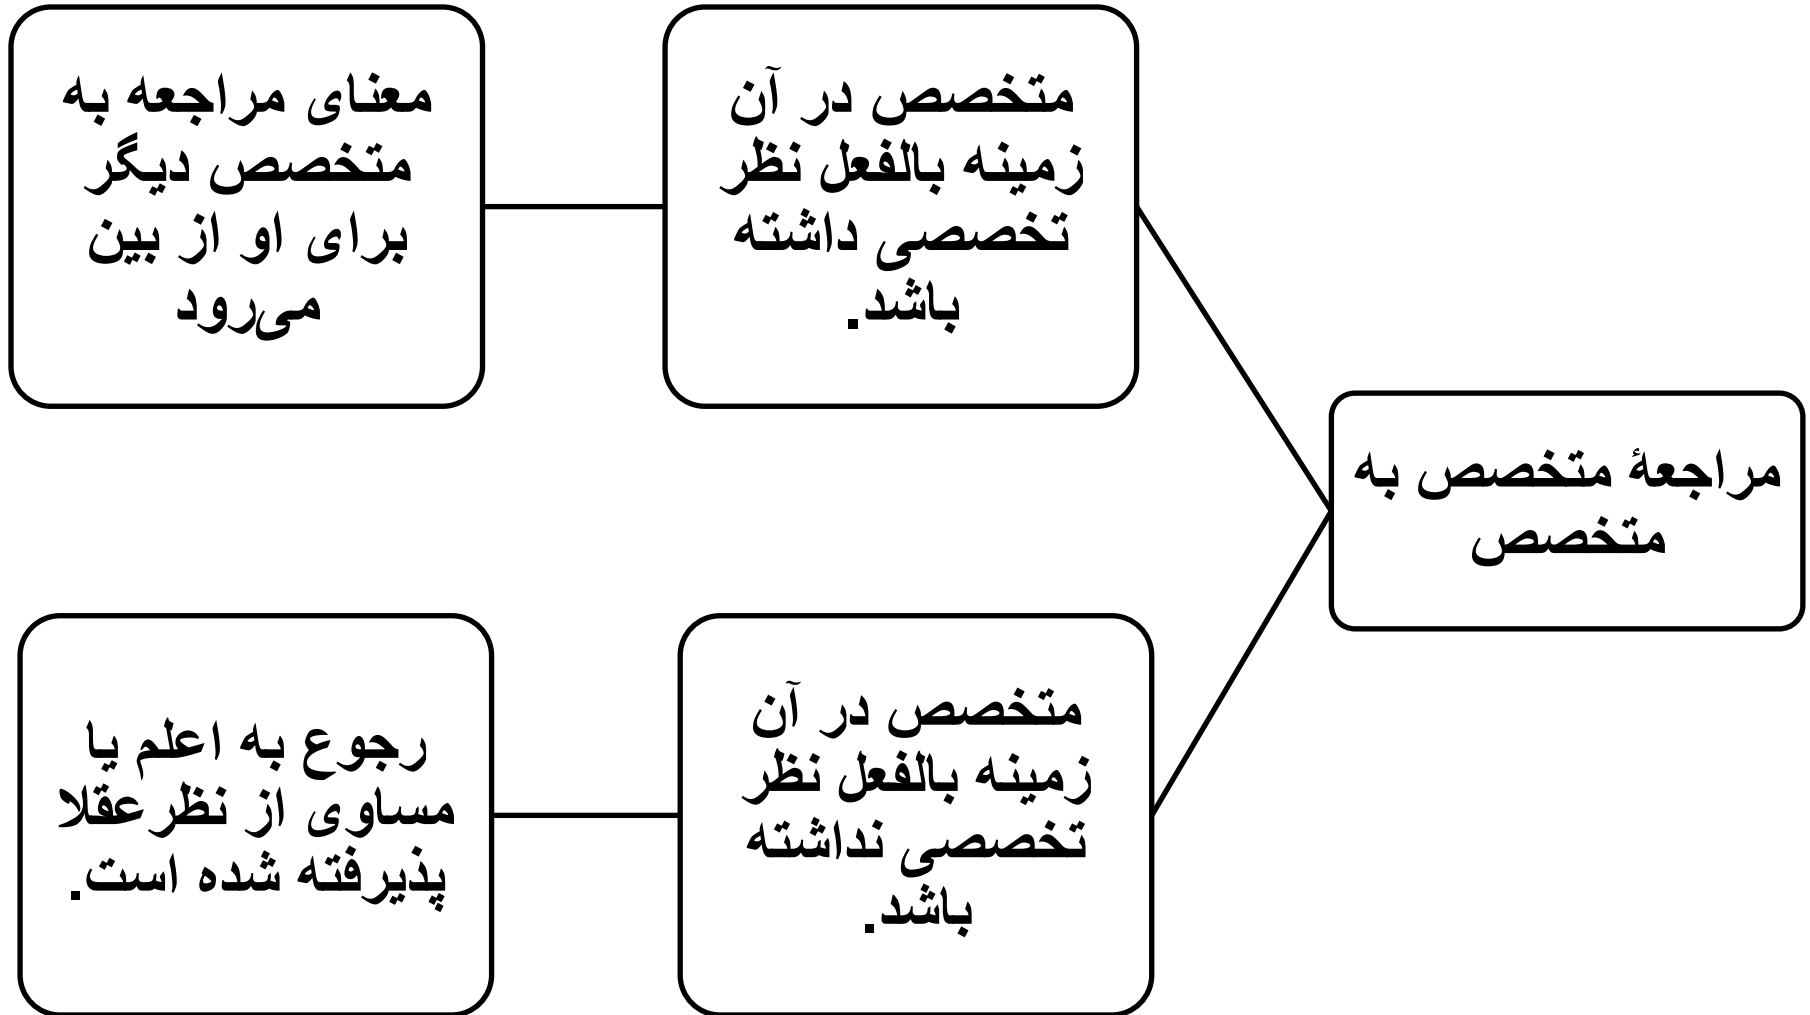 مراجعهٔ متخصص به
متخصص
متخصص در آن
زمینه بالفعل نظر
تخصصی داشته
باشد.
معنای مراجعه به
متخصص دیگر
برای او از بین
می‌رود
متخصص در آن
زمینه بالفعل نظر
تخصصی نداشته
باشد.
رجوع به اعلم یا
مساوی از نظر عقلا
پذیرفته شده است.